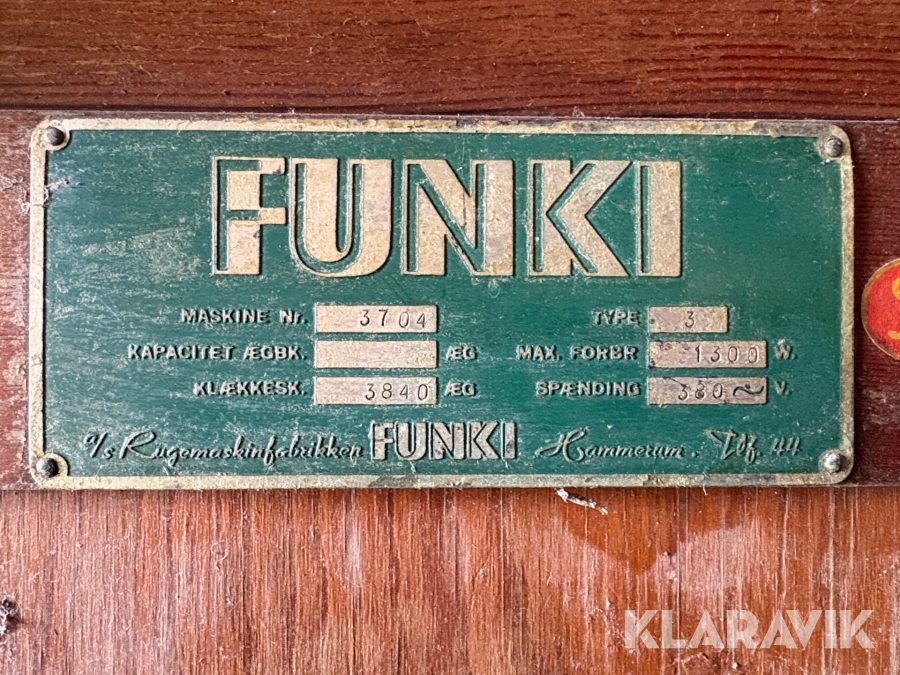 FUNKI
MASKINE Nr. 3704 TYPE 3
KAPACITET ÆGBK. ÆG MAX. FORBR 1300 W.
KLÆKKESK. 3840 ÆG SPÆNDING 380 ~ V.
A/S Rugemaskinfabrikken FUNKI Hammerum. Tlf. 44
KLARAVIK